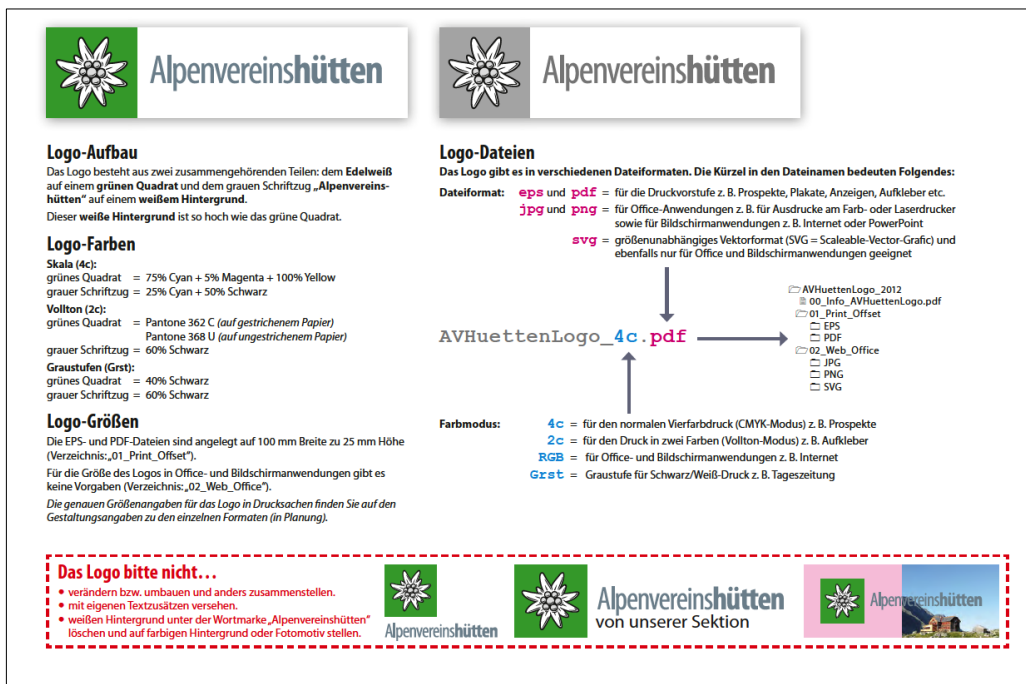 Alpenvereinshütten
Alpenvereinshütten
Logo-Aufbau
Das Logo besteht aus zwei zusammengehörenden Teilen: dem Edelweiß
auf einem grünen Quadrat und dem grauen Schriftzug „Alpenvereins-
hütten“ auf einem weißem Hintergrund.
Dieser weiße Hintergrund ist so hoch wie das grüne Quadrat.
Logo-Farben
Skala (4c):
grünes Quadrat = 75% Cyan + 5% Magenta + 100% Yellow
grauer Schriftzug = 25% Cyan + 50% Schwarz
Vollton (2c):
grünes Quadrat = Pantone 362 C (auf gestrichenem Papier)
Pantone 368 U (auf ungestrichenem Papier)
grauer Schriftzug = 60% Schwarz
Graustufen (Grst):
grünes Quadrat = 40% Schwarz
grauer Schriftzug = 60% Schwarz
Logo-Größen
Die EPS- und PDF-Dateien sind angelegt auf 100 mm Breite zu 25 mm Höhe
(Verzeichnis: „01_Print_Offset“).
Für die Größe des Logos in Office- und Bildschirmanwendungen gibt es
keine Vorgaben (Verzeichnis: „02_Web_Office“).
Die genauen Größenangaben für das Logo in Drucksachen finden Sie auf den
Gestaltungsangaben zu den einzelnen Formaten (in Planung).
Logo-Dateien
Das Logo gibt es in verschiedenen Dateiformaten. Die Kürzel in den Dateinamen bedeuten Folgendes:
Dateiformat: eps und pdf = für die Druckvorstufe z. B. Prospekte, Plakate, Anzeigen, Aufkleber etc.
jpg und png = für Office-Anwendungen z. B. für Ausdrucke am Farb- oder Laserdrucker
sowie für Bildschirmanwendungen z. B. Internet oder PowerPoint
svg = größenunabhängiges Vektorformat (SVG = Scaleable-Vector-Grafic) und
ebenfalls nur für Office und Bildschirmanwendungen geeignet
AVHuettenLogo_4c.pdf
AVHuettenLogo_2012
00_Info_AVHuettenLogo.pdf
01_Print_Offset
EPS
PDF
02_Web_Office
JPG
PNG
SVG
Farbmodus: 4c = für den normalen Vierfarbdruck (CMYK-Modus) z. B. Prospekte
2c = für den Druck in zwei Farben (Vollton-Modus) z. B. Aufkleber
RGB = für Office- und Bildschirmanwendungen z. B. Internet
Grst = Graustufe für Schwarz/Weiß-Druck z. B. Tageszeitung
Das Logo bitte nicht…
• verändern bzw. umbauen und anders zusammenstellen.
• mit eigenen Textzusätzen versehen.
• weißen Hintergrund unter der Wortmarke „Alpenvereinshütten“
löschen und auf farbigen Hintergrund oder Fotomotiv stellen.
Alpenvereinshütten
Alpenvereinshütten
von unserer Sektion
Alpenvereinshütten